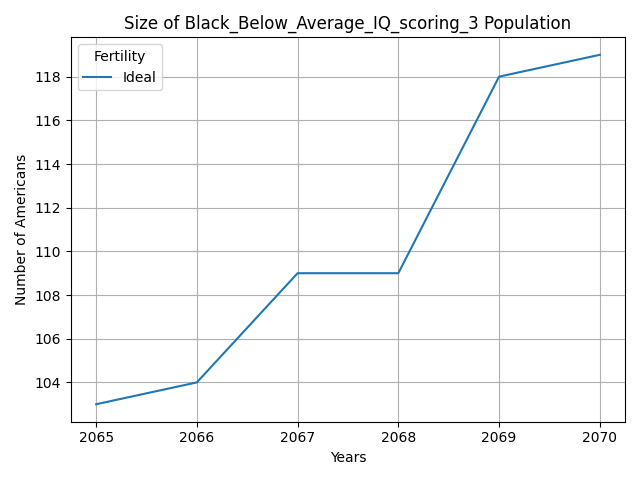 Size of Black_Below_Average_IQ_scoring_3 Population
Fertility
Ideal
Number of Americans
118
116
114
112
110
108
106
104
2065 2066 2067 2068 2069 2070
Years